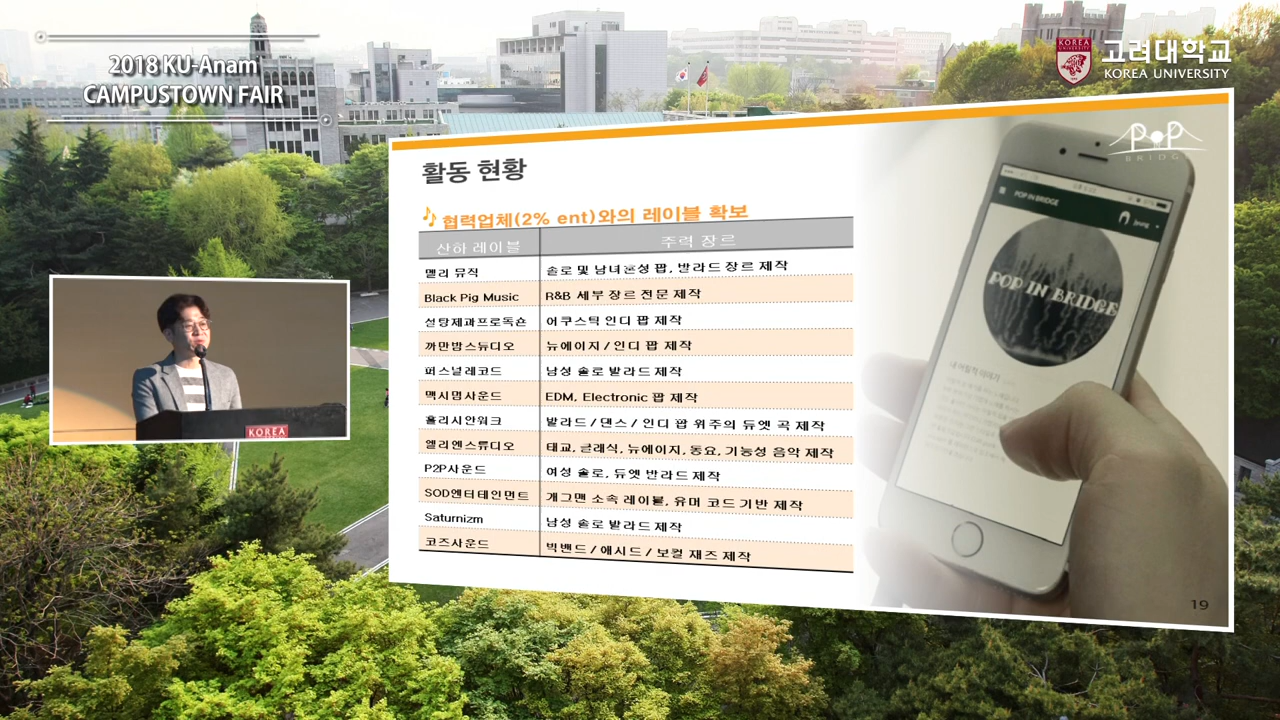 2018 KU-Anam
CAMPUSTOWN FAIR
KOREA UNIVERSITY
고려대학교
KOREA UNIVERSITY
POP
BRIDGE
활동 현황
협력업체(2% ent)와의 레이블 확보
산하 레이블 주력 장르
멜리 뮤직 솔로 및 남녀혼성 팝, 발라드 장르 제작
Black Pig Music R&B 세부 장르 전문 제작
설탕제과프로덕숀 어쿠스틱 인디 팝 제작
까만밤스튜디오 뉴에이지 / 인디 팝 제작
퍼스널레코드 남성 솔로 발라드 제작
맥시멈사운드 EDM, Electronic 팝 제작
홀리시안워크 발라드 / 댄스 / 인디 팝 위주의 듀엣 곡 제작
엘리엔스튜디오 태교, 클래식, 뉴에이지, 동요, 기능성 음악 제작
P2P사운드 여성 솔로, 듀엣 발라드 제작
SOD엔터테인먼트 개그맨 소속 레이블, 유머 코드 기반 제작
Saturnizm 남성 솔로 발라드 제작
코즈사운드 빅밴드 / 애시드 / 보컬 재즈 제작
POP IN BRIDGE
POP IN BRIDGE
KOREA
19